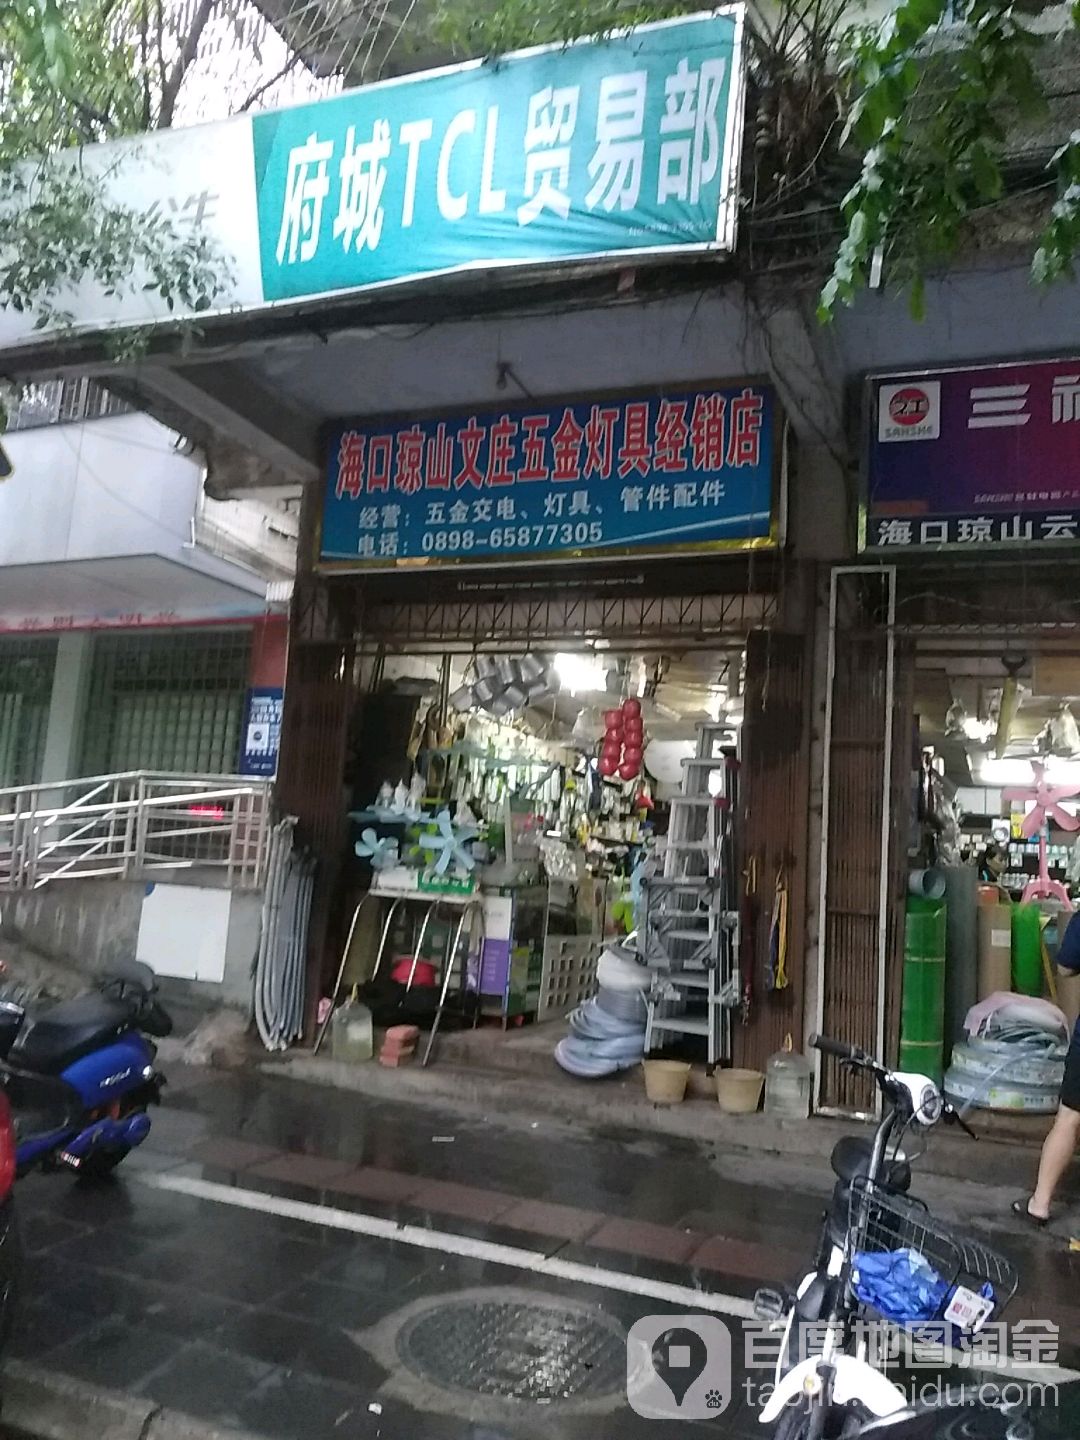 府城TCL贸易部
海口琼山文庄五金灯具经销店
经营：五金交电、灯具、管件配件
电话：0898-65877305
三
SANSHE
海口琼山云
百度地图淘金
taojin.baidu.com